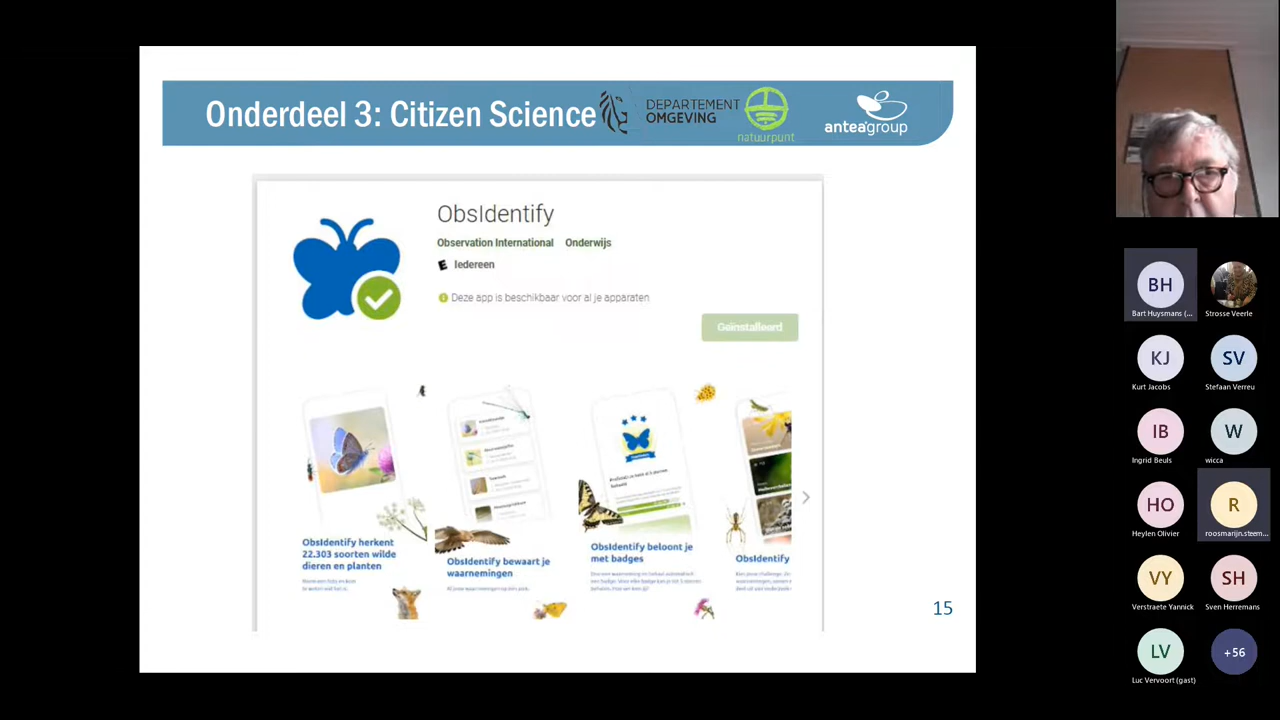 Onderdeel 3: Citizen Science
DEPARTEMENT
OMGEVING
natuurpunt
anteagroup
ObsIdentify
Observation International Onderwijs
E Iedereen
Deze app is beschikbaar voor al je apparaten
Geïnstalleerd
ObsIdentify herkent
22.303 soorten wilde
dieren en planten
ObsIdentify bewaart je
waarnemingen
ObsIdentify beloont je
met badges
ObsIdentify
15
BH
Bart Huysmans (...
Strosse Veerle
KJ
Kurt Jacobs
SV
Stefaan Verreu
IB
Ingrid Beuls
W
wicca
HO
Heylen Olivier
R
roosmarijn.steem...
VY
Verstraete Yannick
SH
Sven Herremans
LV
Luc Vervoort (gast)
+56